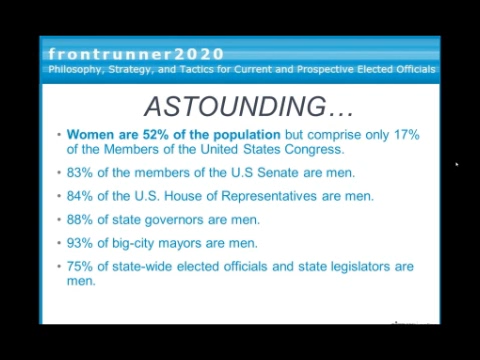 frontrunner2020
Philosophy, Strategy, and Tactics for Current and Prospective Elected Officials
ASTOUNDING…
• Women are 52% of the population but comprise only 17%
of the Members of the United States Congress.
• 83% of the members of the U.S Senate are men.
• 84% of the U.S. House of Representatives are men.
• 88% of state governors are men.
• 93% of big-city mayors are men.
• 75% of state-wide elected officials and state legislators are
men.